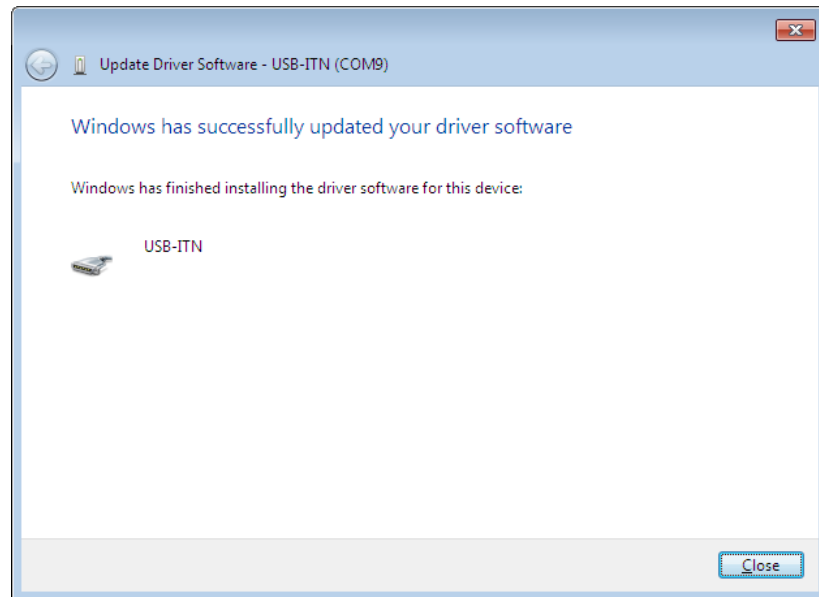 Update Driver Software - USB-ITN (COM9)
Windows has successfully updated your driver software
Windows has finished installing the driver software for this device:
USB-ITN
Close